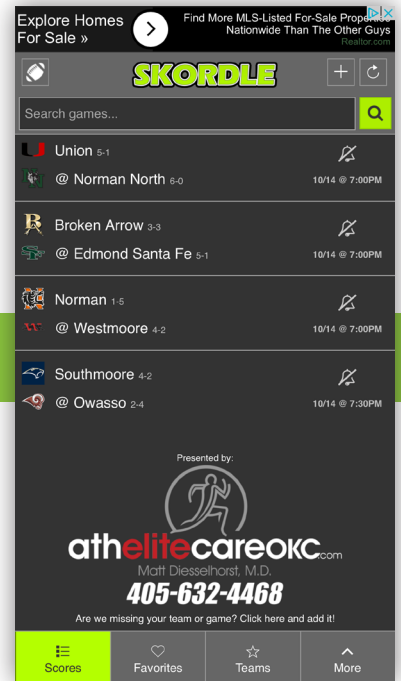 Explore Homes
For Sale »
Find More MLS-Listed For-Sale Properties
Nationwide Than The Other Guys
Realtor.com
SKORDLE
Search games...
Union 5-1
@ Norman North 6-0
10/14 @ 7:00PM
Broken Arrow 3-3
@ Edmond Santa Fe 5-1
10/14 @ 7:00PM
Norman 1-5
@ Westmoore 4-2
10/14 @ 7:00PM
Southmoore 4-2
@ Owasso 2-4
10/14 @ 7:30PM
Presented by:
athelitecareOKC.com
Matt Diesselhorst, M.D.
405-632-4468
Are we missing your team or game? Click here and add it!
Scores
Favorites
Teams
More